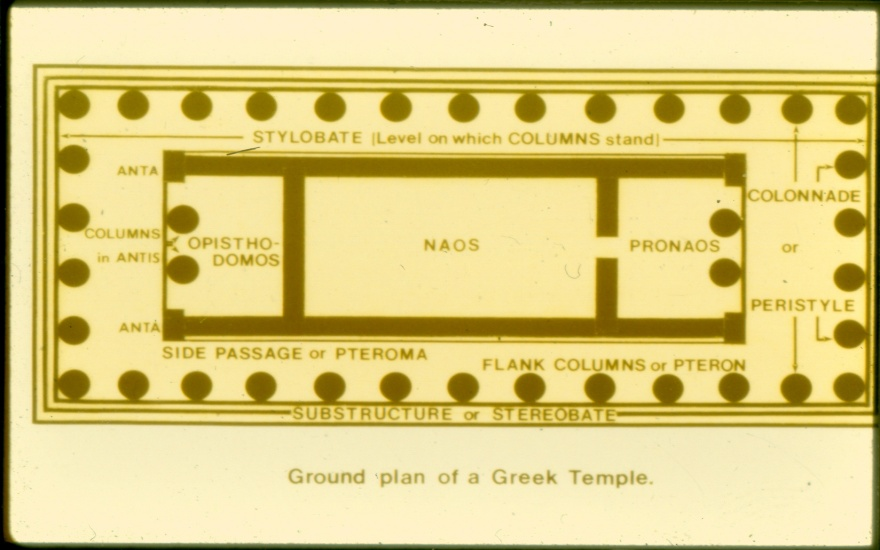 STYLOBATE |Level on which COLUMNS stand|
ANTA
COLONNADE
COLUMNS
in ANTIS
OPISTHO-
DOMOS
NAOS
PRONAOS
or
PERISTYLE
ANTA
SIDE PASSAGE or PTEROMA
FLANK COLUMNS or PTERON
SUBSTRUCTURE or STEREOBATE
Ground plan of a Greek Temple.